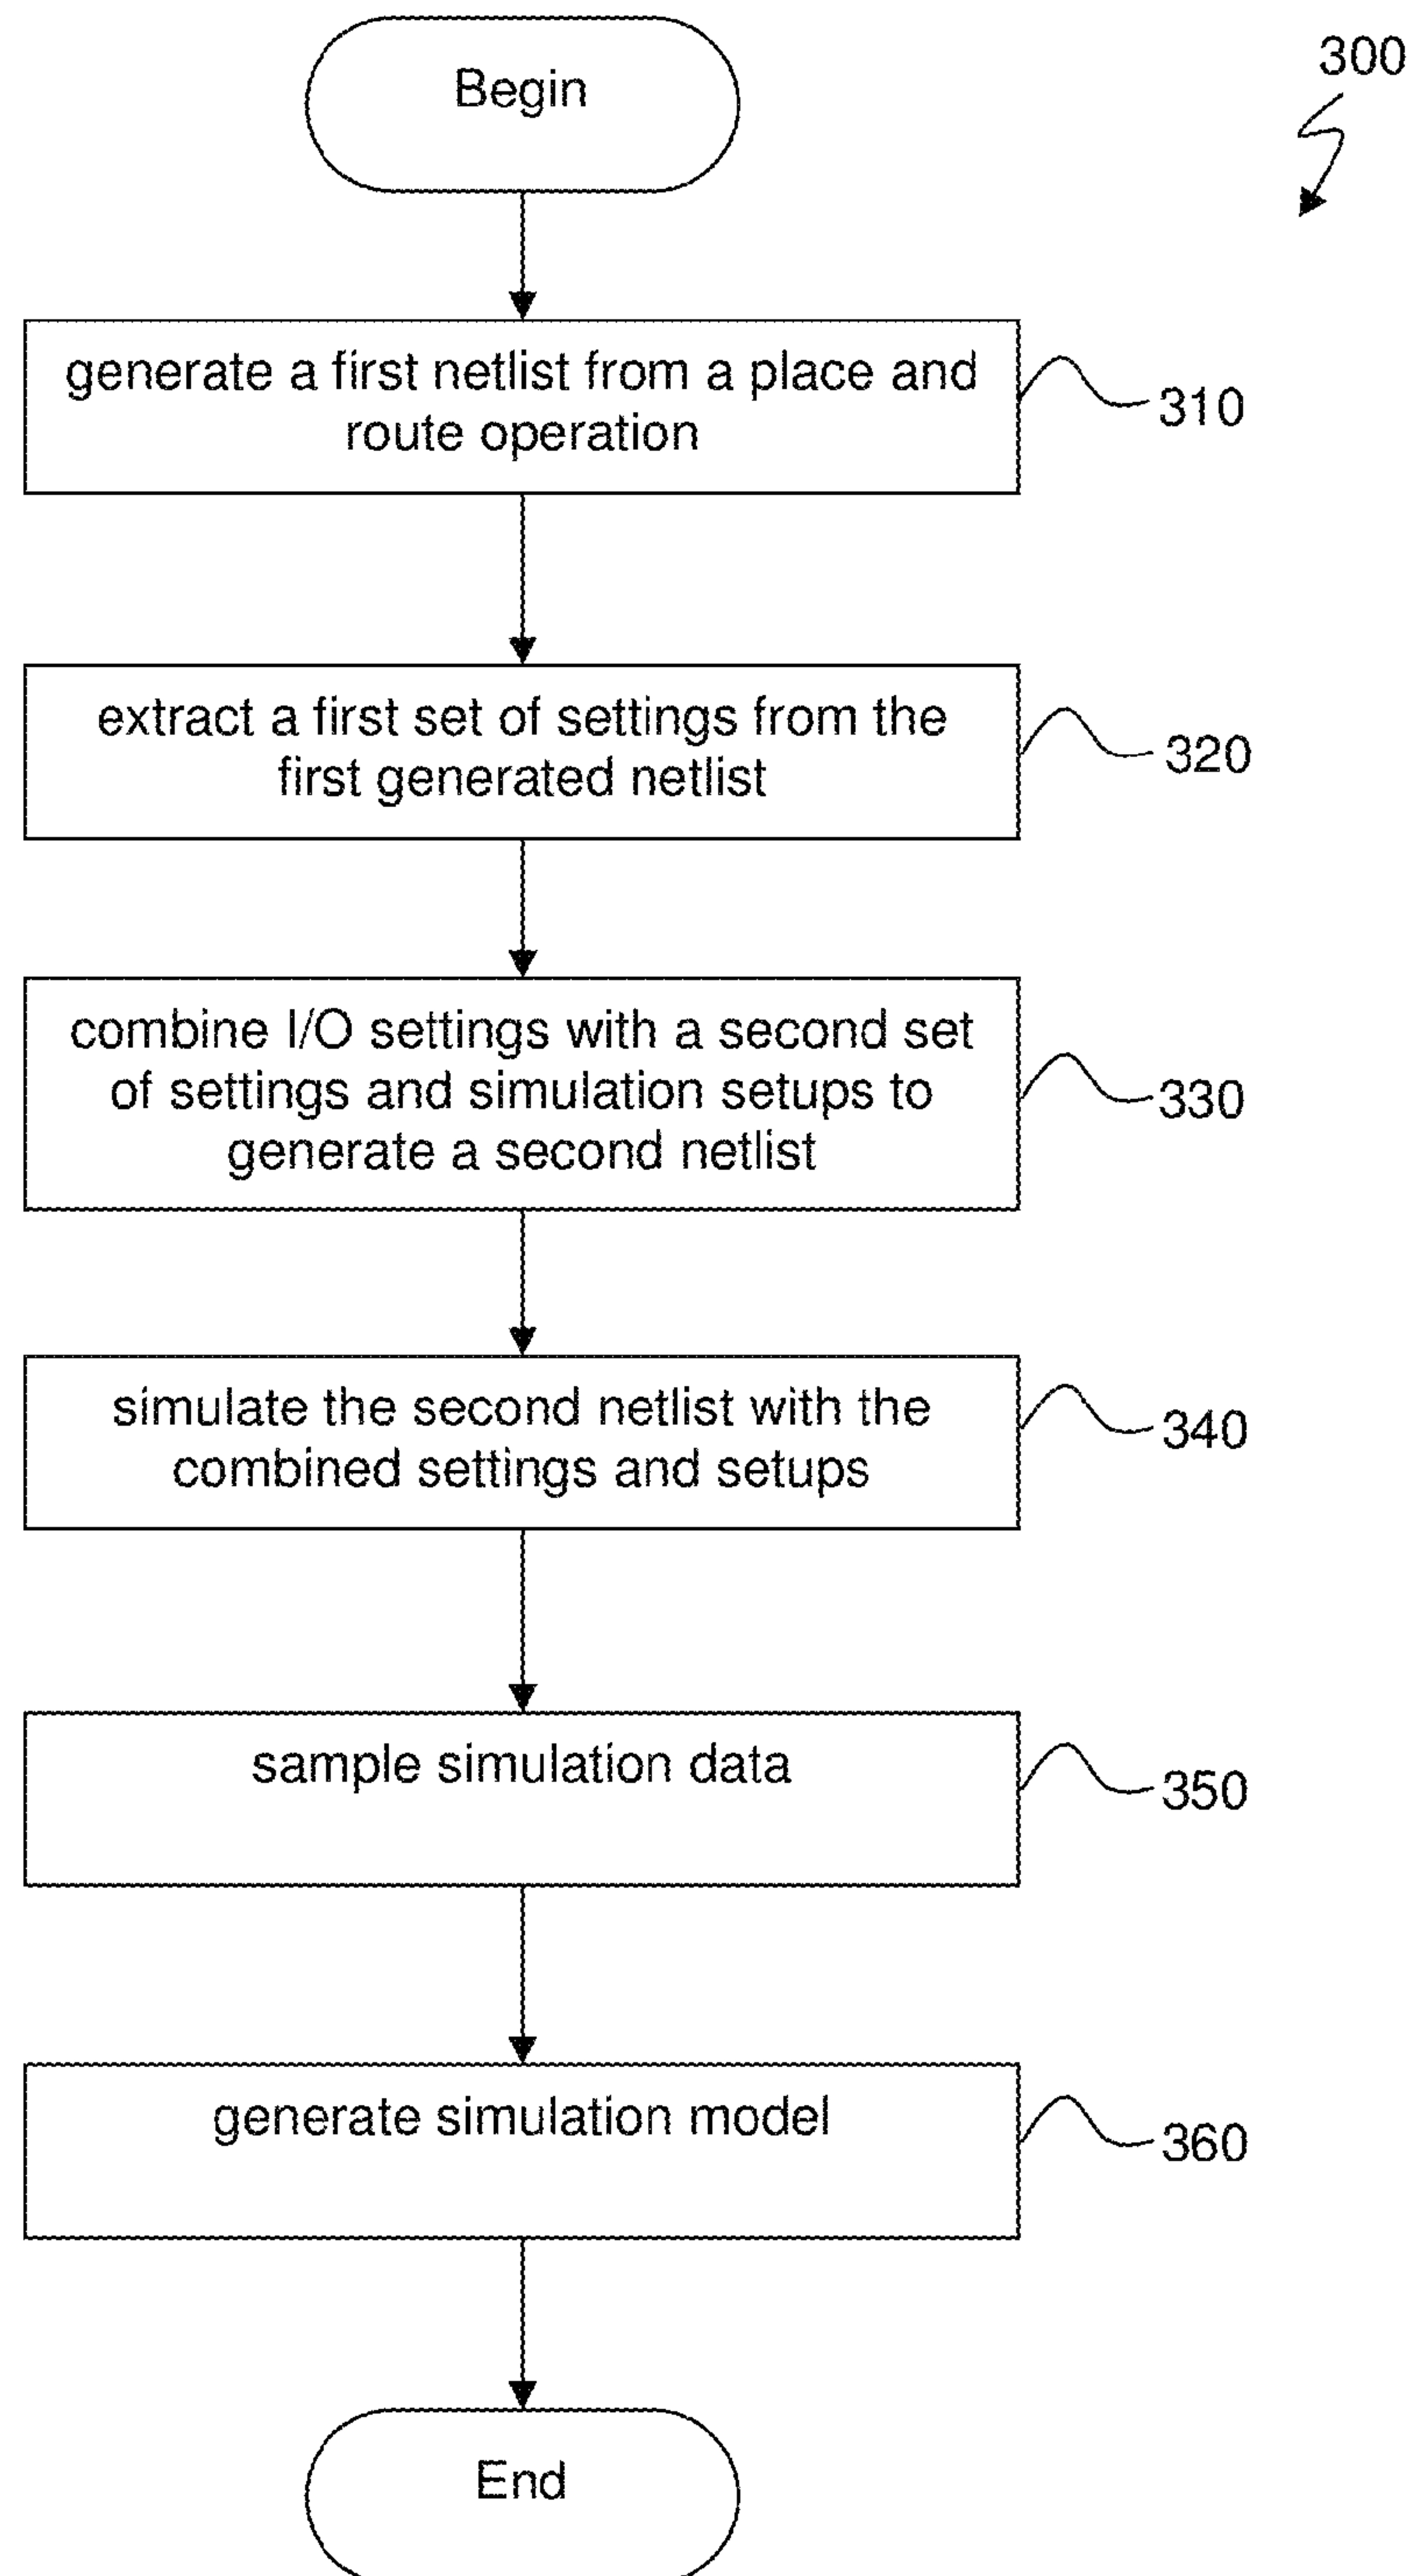 Begin
300
generate a first netlist from a place and
route operation
310
extract a first set of settings from the
first generated netlist
320
combine I/O settings with a second set
of settings and simulation setups to
generate a second netlist
330
simulate the second netlist with the
combined settings and setups
340
sample simulation data
350
generate simulation model
360
End